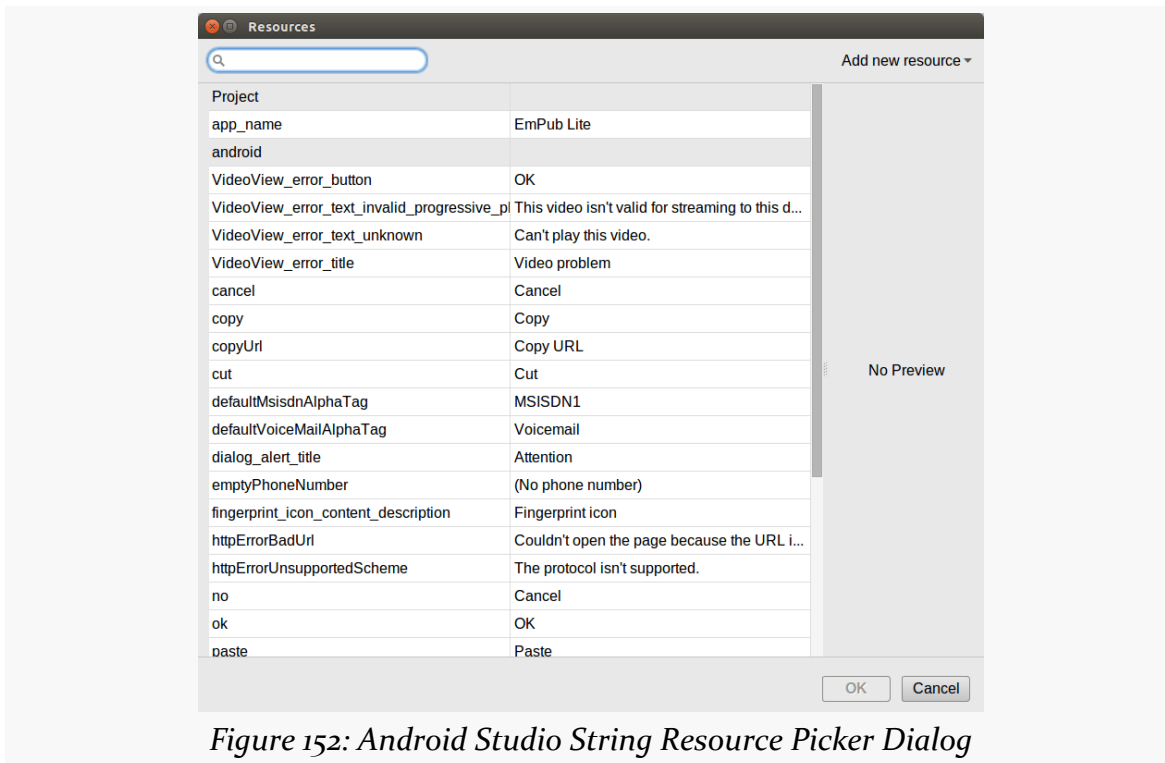 Resources
Add new resource
Project
app_name EmPub Lite
android
VideoView_error_button OK
VideoView_error_text_invalid_progressive_pl This video isn't valid for streaming to this d...
VideoView_error_text_unknown Can't play this video.
VideoView_error_title Video problem
cancel Cancel
copy Copy
copyUrl Copy URL
cut Cut
No Preview
defaultMsisdnAlphaTag MSISDN1
defaultVoiceMailAlphaTag Voicemail
dialog_alert_title Attention
emptyPhoneNumber (No phone number)
fingerprint_icon_content_description Fingerprint icon
httpErrorBadUrl Couldn't open the page because the URL i...
httpErrorUnsupportedScheme The protocol isn't supported.
no Cancel
ok OK
paste Paste
OK Cancel
Figure 152: Android Studio String Resource Picker Dialog